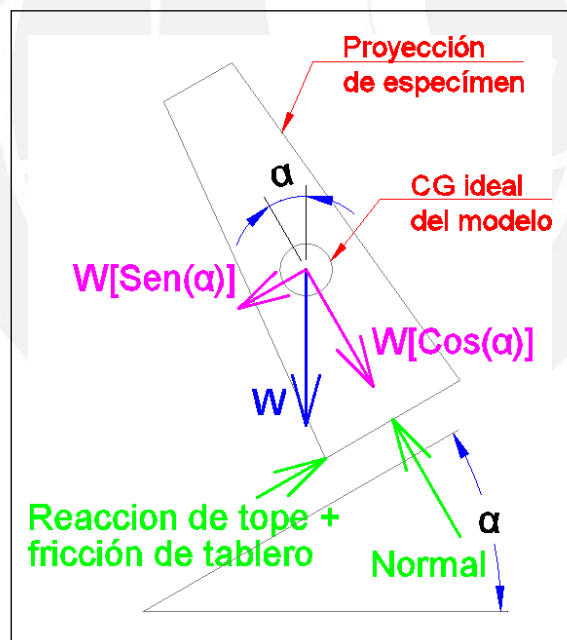 Proyección
de especímen
α
CG ideal
del modelo
W[Sen(α)]
W[Cos(α)]
W
Reaccion de tope +
fricción de tablero
Normal
α